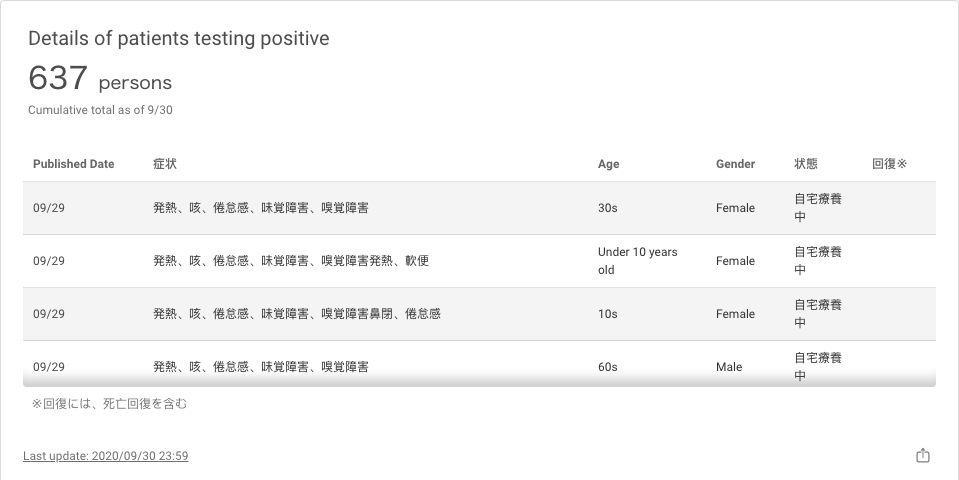 Details of patients testing positive
637 persons
Cumulative total as of 9/30
Published Date 症状 Age Gender 状態 回復※
09/29 発熱、咳、倦怠感、味覚障害、嗅覚障害 30s Female 自宅療養中
09/29 発熱、咳、倦怠感、味覚障害、嗅覚障害発熱、軟便 Under 10 years old Female 自宅療養中
09/29 発熱、咳、倦怠感、味覚障害、嗅覚障害鼻閉、倦怠感 10s Female 自宅療養中
09/29 発熱、咳、倦怠感、味覚障害、嗅覚障害 60s Male 自宅療養中
※回復には、死亡回復を含む
Last update: 2020/09/30 23:59